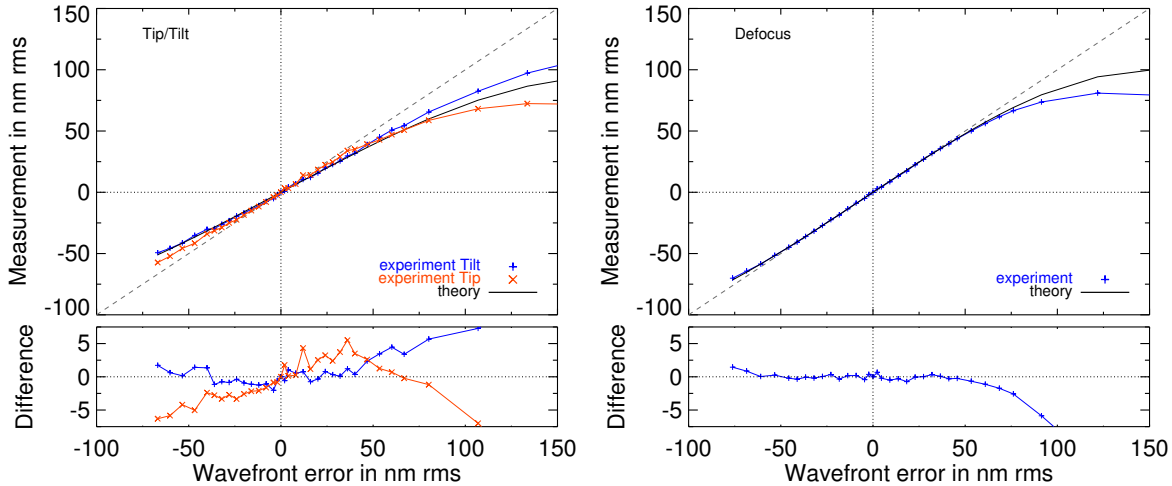 Tip/Tilt
Measurement in nm rms
150
100
50
0
-50
-100
experiment Tilt
experiment Tip
theory
Difference
5
0
-5
-100 -50 0 50 100 150
Wavefront error in nm rms
Defocus
Measurement in nm rms
150
100
50
0
-50
-100
experiment
theory
Difference
5
0
-5
-100 -50 0 50 100 150
Wavefront error in nm rms